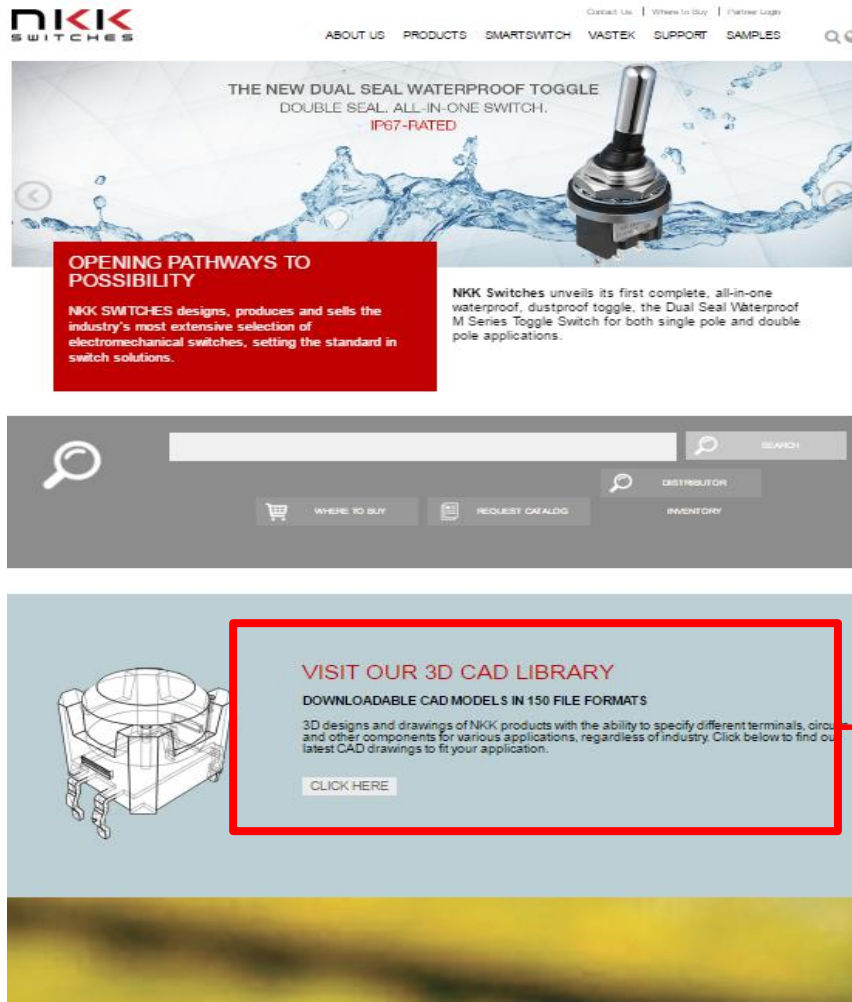 NKK
SWITCHES
Contact Us | Where to Buy | Partner Login
ABOUT US PRODUCTS SMARTSWITCH VASTEK SUPPORT SAMPLES
THE NEW DUAL SEAL WATERPROOF TOGGLE
DOUBLE SEAL. ALL-IN-ONE SWITCH.
IP67-RATED
OPENING PATHWAYS TO
POSSIBILITY
NKK SWITCHES designs, produces and sells the
industry's most extensive selection of
electromechanical switches, setting the standard in
switch solutions.
NKK Switches unveils its first complete, all-in-one
waterproof, dustproof toggle, the Dual Seal Waterproof
M Series Toggle Switch for both single pole and double
pole applications.
SEARCH
DISTRIBUTOR
INVENTORY
WHERE TO BUY
REQUEST CATALOG
VISIT OUR 3D CAD LIBRARY
DOWNLOADABLE CAD MODELS IN 150 FILE FORMATS
3D designs and drawings of NKK products with the ability to specify different terminals,
and other components for various applications, regardless of industry. Click below to find
latest CAD drawings to fit your application.
CLICK HERE